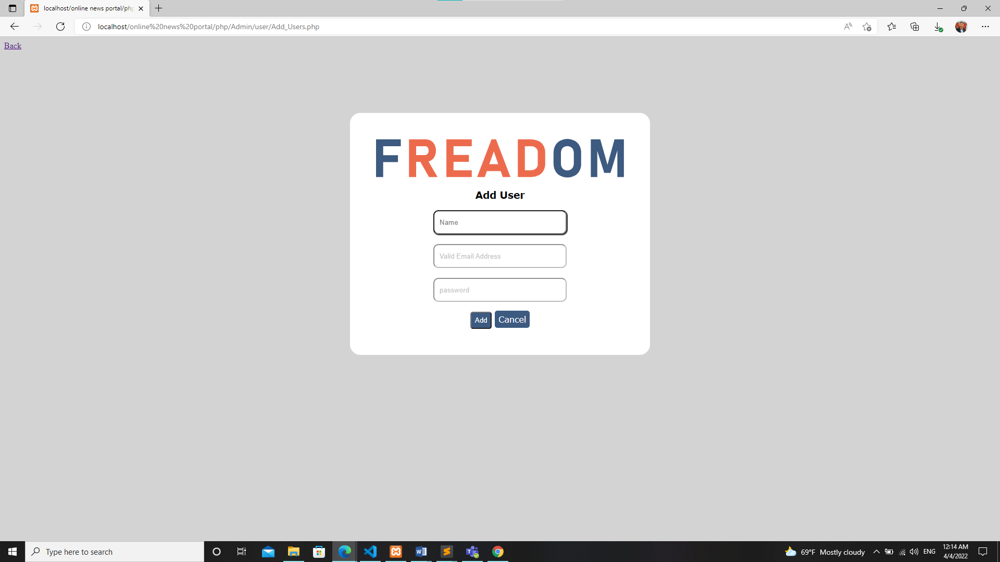 localhost/online news portal/php
localhost/online%20news%20portal/php/Admin/user/Add_Users.php
Back
FREADOM
Add User
Name
Valid Email Address
password
Add Cancel
Type here to search
69°F Mostly cloudy
ENG
12:14 AM
4/4/2022